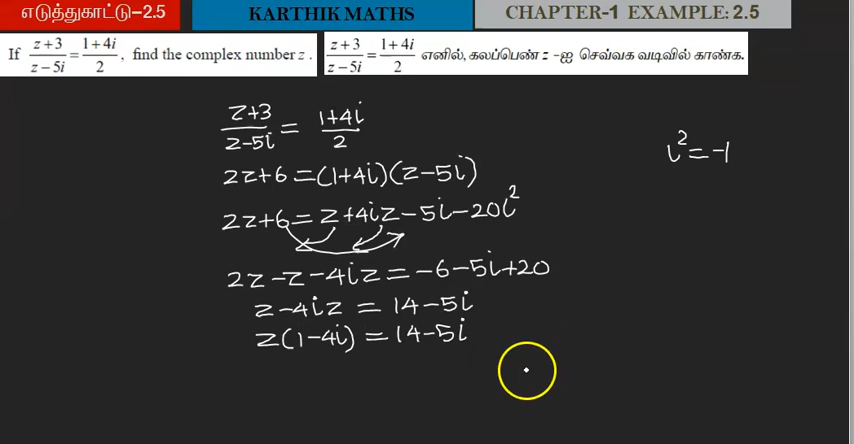 எடுத்துகாட்டு-2.5 KARTHIK MATHS CHAPTER-1 EXAMPLE: 2.5
If (z+3)/(z−5i) = (1+4i)/2, find the complex number z.
(z+3)/(z−5i) = (1+4i)/2 எனில், கலப்பெண் z -ஐ செவ்வக வடிவில் காண்க.
(z+3)/(z−5i) = (1+4i)/2
i²=−1
2z+6=(1+4i)(z−5i)
2z+6=z+4iz−5i−20i²
2z−z−4iz=−6−5i+20
z−4iz = 14−5i
z(1−4i) = 14−5i